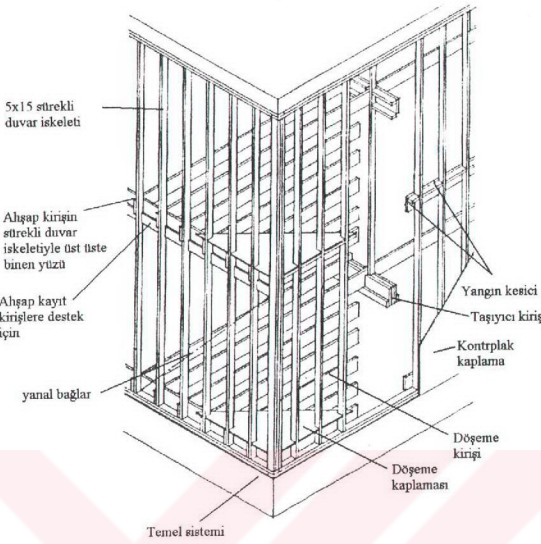 5x15 sürekli
duvar iskeleti
Ahşap kirişin
sürekli duvar
iskeletiyle üst üste
binen yüzü
Ahşap kayıt
kirişlere destek
için
yanal bağlar
Temel sistemi
Yangın kesici
Taşıyıcı kiriş
Kontrplak
kaplama
Döşeme
kirişi
Döşeme
kaplaması